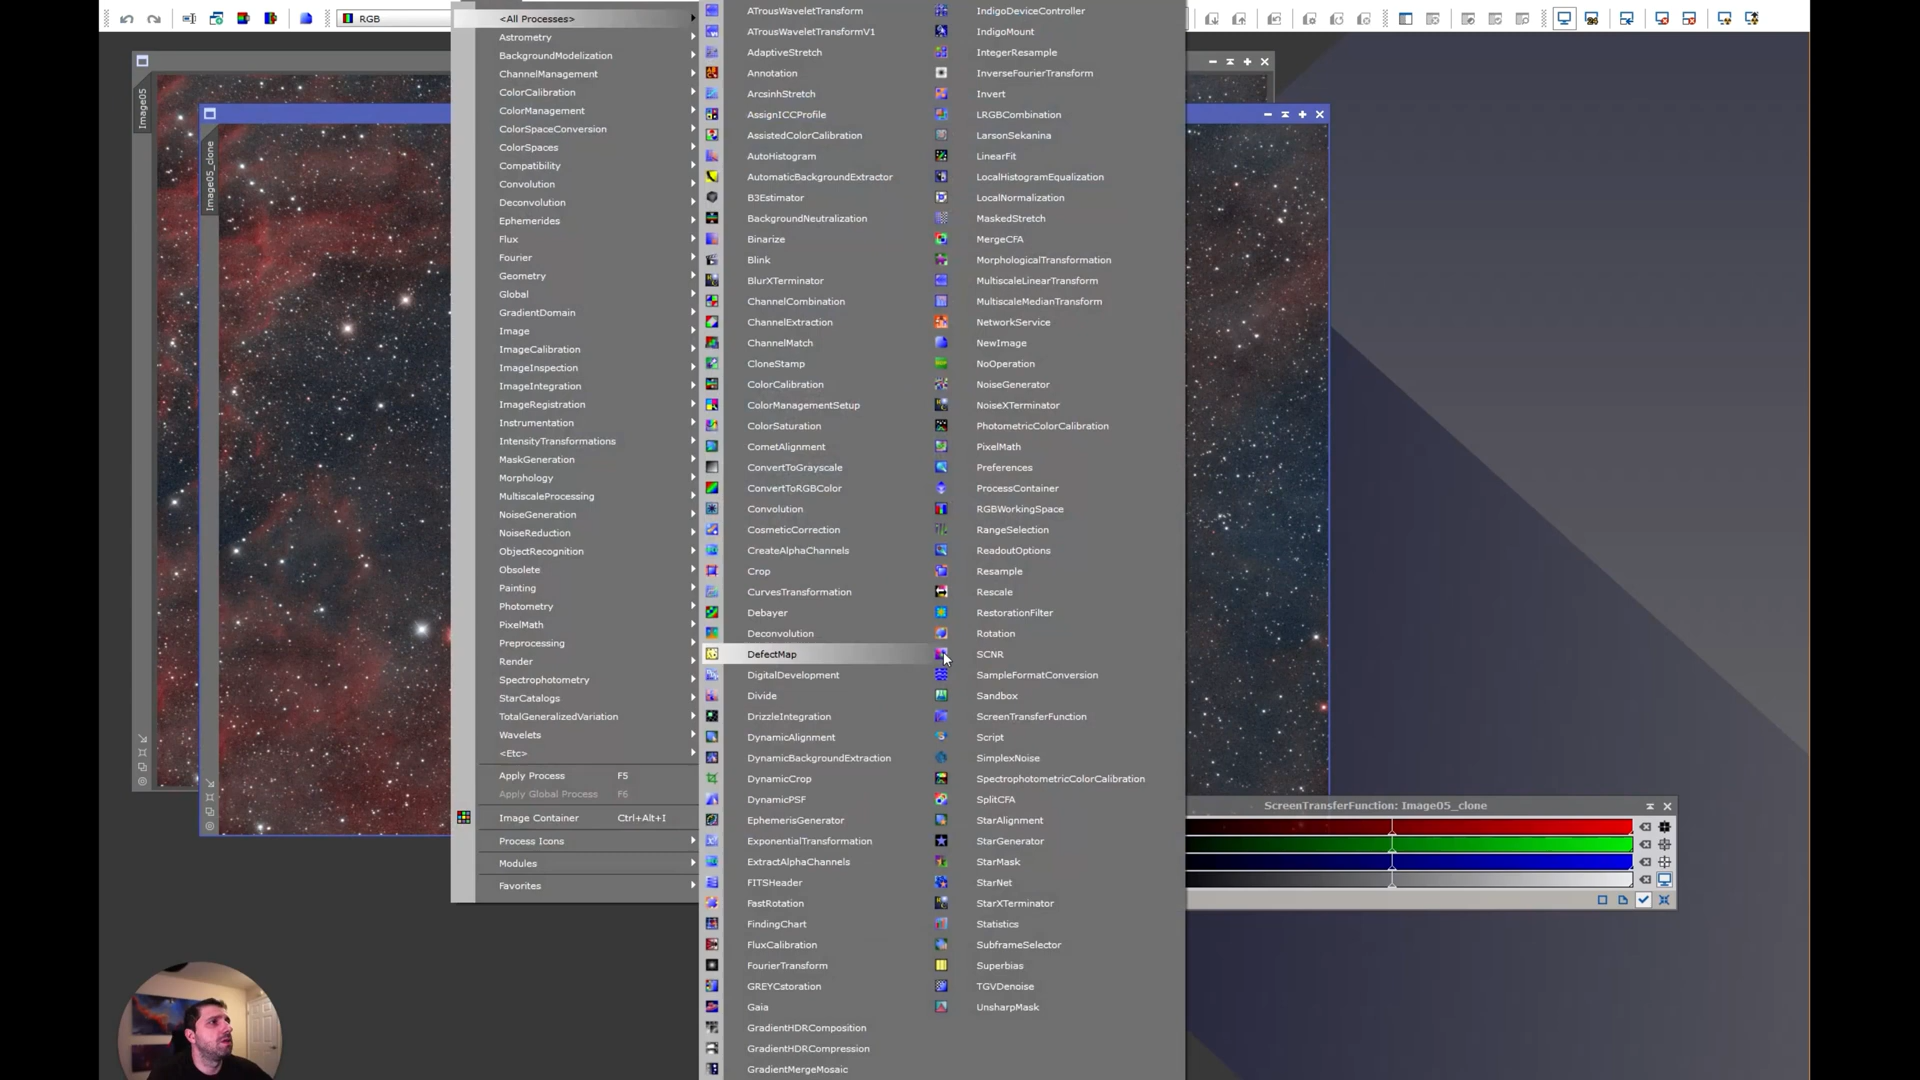 RGB
Image05
Image05_clone
<All Processes>
Astrometry
BackgroundModelization
ChannelManagement
ColorCalibration
ColorManagement
ColorSpaceConversion
ColorSpaces
Compatibility
Convolution
Deconvolution
Ephemerides
Flux
Fourier
Geometry
Global
GradientDomain
Image
ImageCalibration
ImageInspection
ImageIntegration
ImageRegistration
Instrumentation
IntensityTransformations
MaskGeneration
Morphology
MultiscaleProcessing
NoiseGeneration
NoiseReduction
ObjectRecognition
Obsolete
Painting
Photometry
PixelMath
Preprocessing
Render
Spectrophotometry
StarCatalogs
TotalGeneralizedVariation
Wavelets
<Etc>
Apply Process F5
Apply Global Process F6
Image Container Ctrl+Alt+I
Process Icons
Modules
Favorites
ATrousWaveletTransform
ATrousWaveletTransformV1
AdaptiveStretch
Annotation
ArcsinhStretch
AssignICCProfile
AssistedColorCalibration
AutoHistogram
AutomaticBackgroundExtractor
B3Estimator
BackgroundNeutralization
Binarize
Blink
BlurXTerminator
ChannelCombination
ChannelExtraction
ChannelMatch
CloneStamp
ColorCalibration
ColorManagementSetup
ColorSaturation
CometAlignment
ConvertToGrayscale
ConvertToRGBColor
Convolution
CosmeticCorrection
CreateAlphaChannels
Crop
CurvesTransformation
Debayer
Deconvolution
DefectMap
DigitalDevelopment
Divide
DrizzleIntegration
DynamicAlignment
DynamicBackgroundExtraction
DynamicCrop
DynamicPSF
EphemerisGenerator
ExponentialTransformation
ExtractAlphaChannels
FITSHeader
FastRotation
FindingChart
FluxCalibration
FourierTransform
GREYCstoration
Gaia
GradientHDRComposition
GradientHDRCompression
GradientMergeMosaic
IndigoDeviceController
IndigoMount
IntegerResample
InverseFourierTransform
Invert
LRGBCombination
LarsonSekanina
LinearFit
LocalHistogramEqualization
LocalNormalization
MaskedStretch
MergeCFA
MorphologicalTransformation
MultiscaleLinearTransform
MultiscaleMedianTransform
NetworkService
NewImage
NoOperation
NoiseGenerator
NoiseXTerminator
PhotometricColorCalibration
PixelMath
Preferences
ProcessContainer
RGBWorkingSpace
RangeSelection
ReadoutOptions
Resample
Rescale
RestorationFilter
Rotation
SCNR
SampleFormatConversion
Sandbox
ScreenTransferFunction
Script
SimplexNoise
SpectrophotometricColorCalibration
SplitCFA
StarAlignment
StarGenerator
StarMask
StarNet
StarXTerminator
Statistics
SubframeSelector
Superbias
TGVDenoise
UnsharpMask
ScreenTransferFunction: Image05_clone